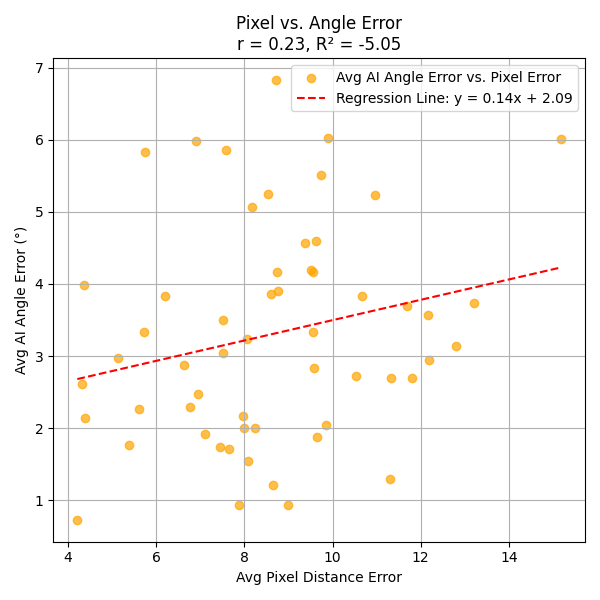 Pixel vs. Angle Error
r = 0.23, R² = -5.05
Avg AI Angle Error vs. Pixel Error
Regression Line: y = 0.14x + 2.09
Avg AI Angle Error (°)
7
6
5
4
3
2
1
4 6 8 10 12 14
Avg Pixel Distance Error